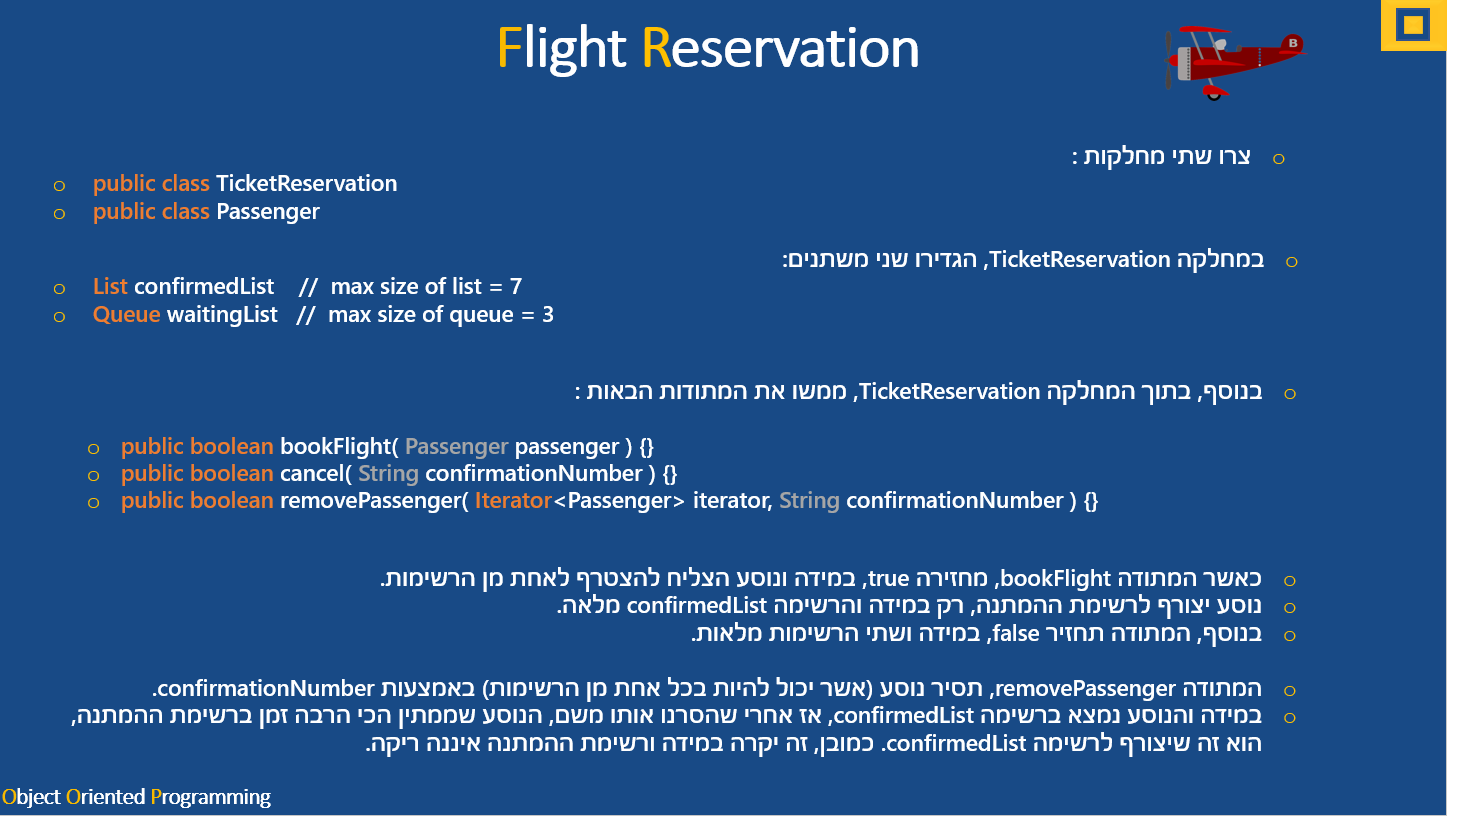 Flight Reservation
B
צרו שתי מחלקות :
public class TicketReservation
public class Passenger
במחלקה TicketReservation, הגדירו שני משתנים:
List confirmedList // max size of list = 7
Queue waitingList // max size of queue = 3
בנוסף, בתוך המחלקה TicketReservation, ממשו את המתודות הבאות :
public boolean bookFlight( Passenger passenger ) {}
public boolean cancel( String confirmationNumber ) {}
public boolean removePassenger( Iterator<Passenger> iterator, String confirmationNumber ) {}
כאשר המתודה bookFlight, מחזירה true, במידה ונוסע הצליח להצטרף לאחת מן הרשימות.
נוסע יצורף לרשימת ההמתנה, רק במידה והרשימה confirmedList מלאה.
בנוסף, המתודה תחזיר false, במידה ושתי הרשימות מלאות.
המתודה removePassenger, תסיר נוסע (אשר יכול להיות בכל אחת מן הרשימות) באמצעות confirmationNumber.
במידה והנוסע נמצא ברשימה confirmedList, אז אחרי שהסרנו אותו משם, הנוסע שממתין הכי הרבה זמן ברשימת ההמתנה,
הוא זה שיצורף לרשימה confirmedList. כמובן, זה יקרה במידה ורשימת ההמתנה איננה ריקה.
Object Oriented Programming